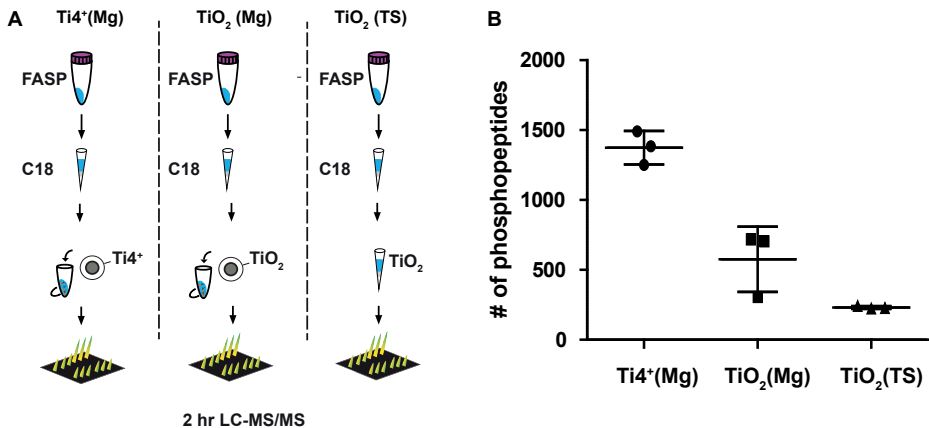 A
Ti4⁺(Mg)
TiO₂ (Mg)
TiO₂ (TS)
FASP
FASP
FASP
C18
C18
C18
Ti4⁺
TiO₂
TiO₂
2 hr LC-MS/MS
B
# of phosphopeptides
2000
1500
1000
500
0
Ti4⁺(Mg)
TiO₂(Mg)
TiO₂(TS)